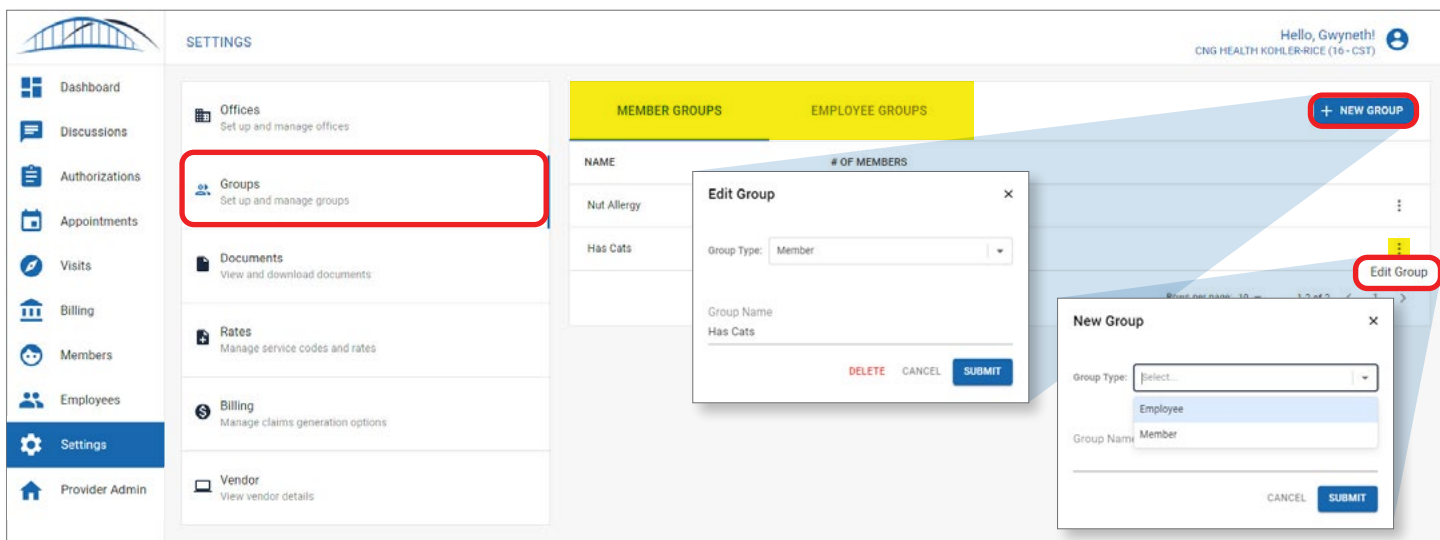 SETTINGS
Hello, Gwyneth!
CNG HEALTH KOHLER-RICE (16 - CST)
Dashboard
Discussions
Authorizations
Appointments
Visits
Billing
Members
Employees
Settings
Provider Admin
Offices
Set up and manage offices
Groups
Set up and manage groups
Documents
View and download documents
Rates
Manage service codes and rates
Billing
Manage claims generation options
Vendor
View vendor details
MEMBER GROUPS EMPLOYEE GROUPS
+ NEW GROUP
NAME # OF MEMBERS
Nut Allergy
Has Cats
Edit Group
Rows per page: 10 1-2 of 2 < 1 >
Edit Group ×
Group Type: Member
Group Name
Has Cats
DELETE CANCEL SUBMIT
New Group ×
Group Type: Select...
Employee
Member
Group Name
CANCEL SUBMIT